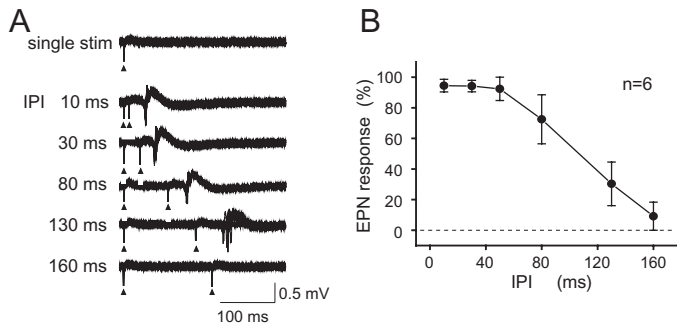 A
single stim
IPI 10 ms
30 ms
80 ms
130 ms
160 ms
0.5 mV
100 ms
B
n=6
EPN response (%)
100
80
60
40
20
0
0 40 80 120 160
IPI (ms)